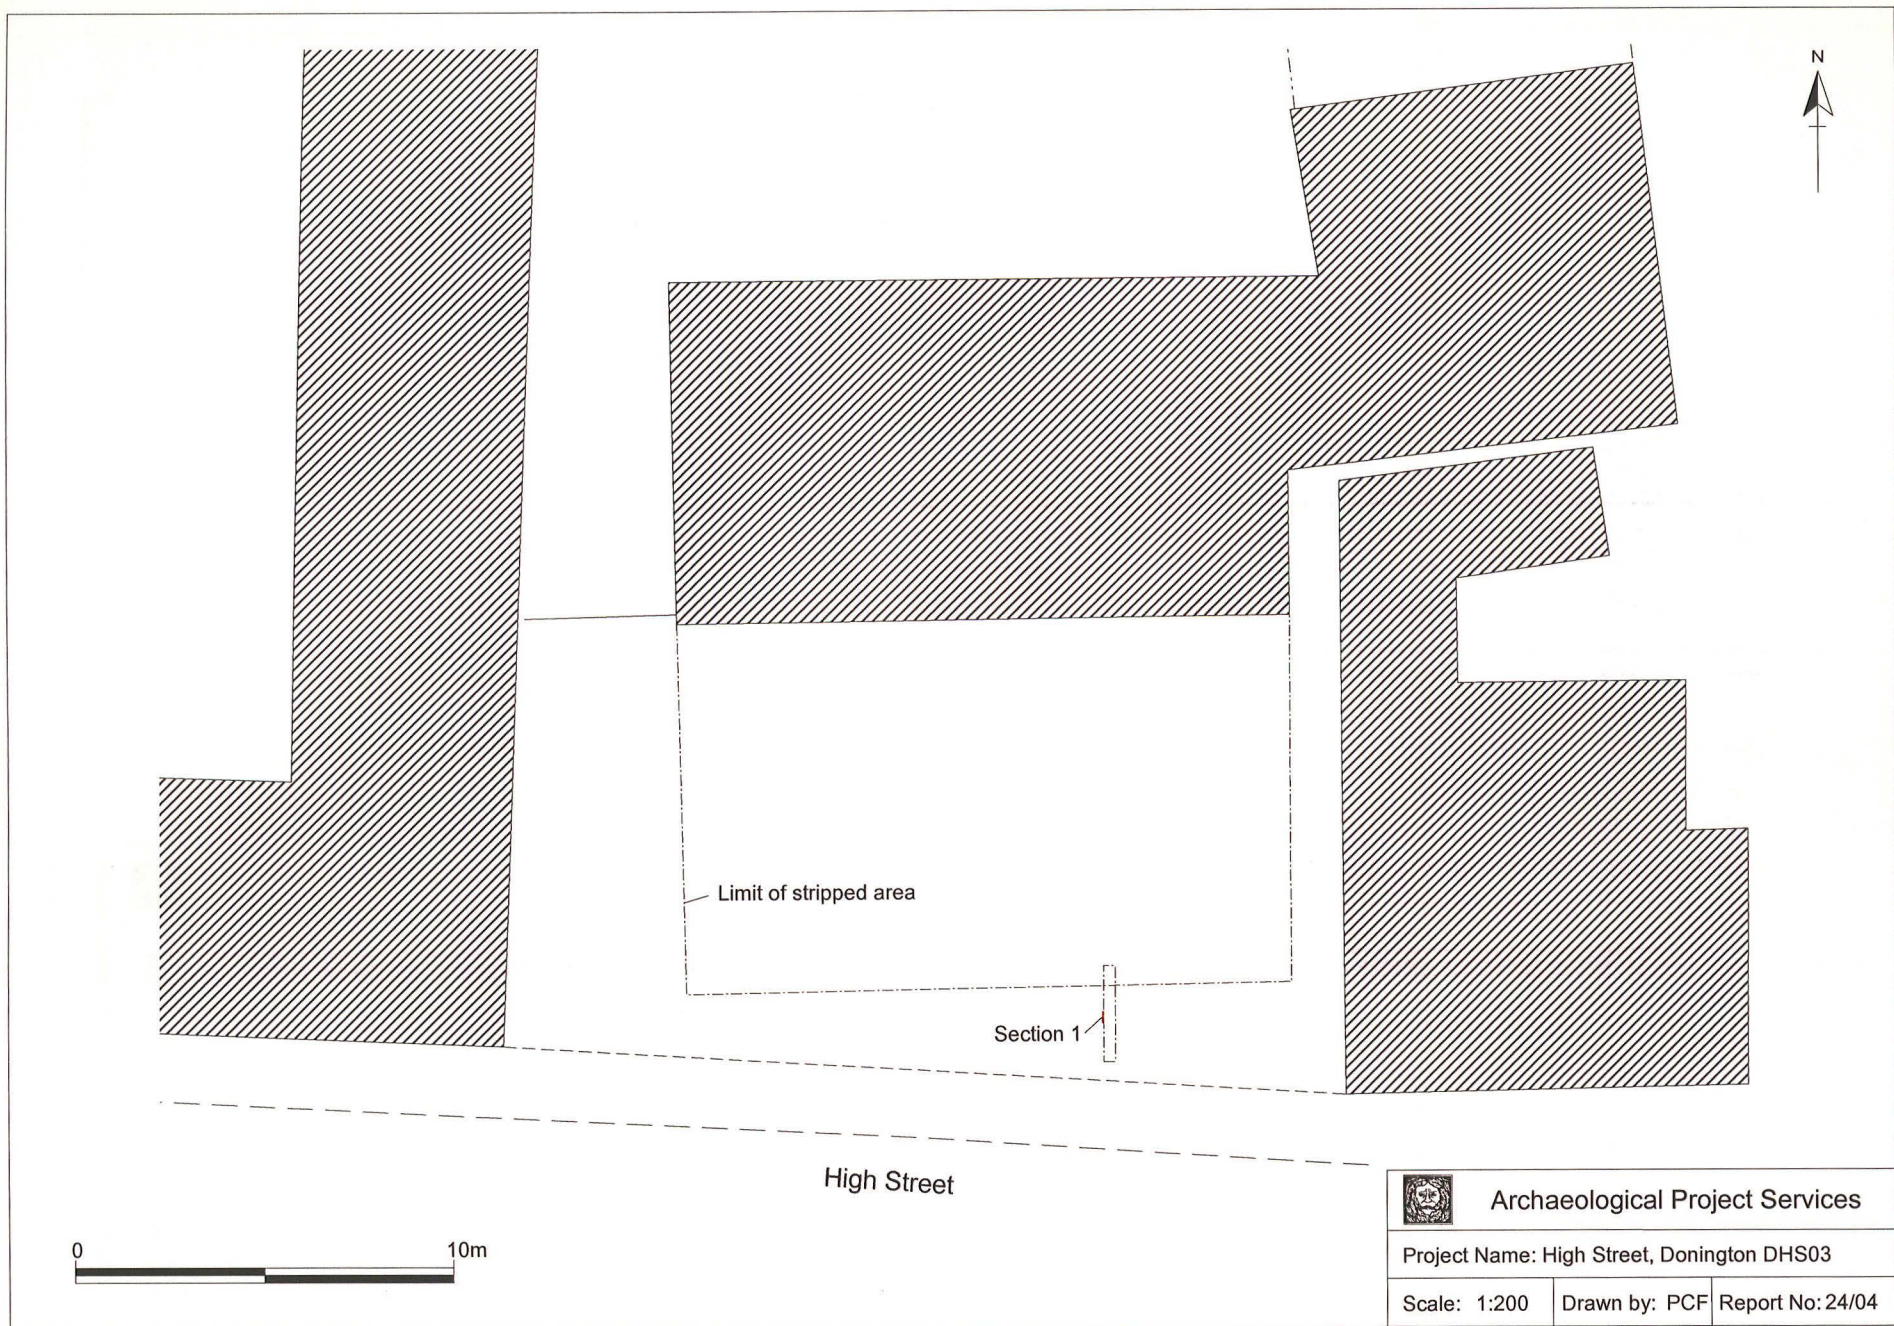 N
Limit of stripped area
Section 1
High Street
0 10m
Archaeological Project Services
Project Name: High Street, Donington DHS03
Scale: 1:200 Drawn by: PCF Report No: 24/04